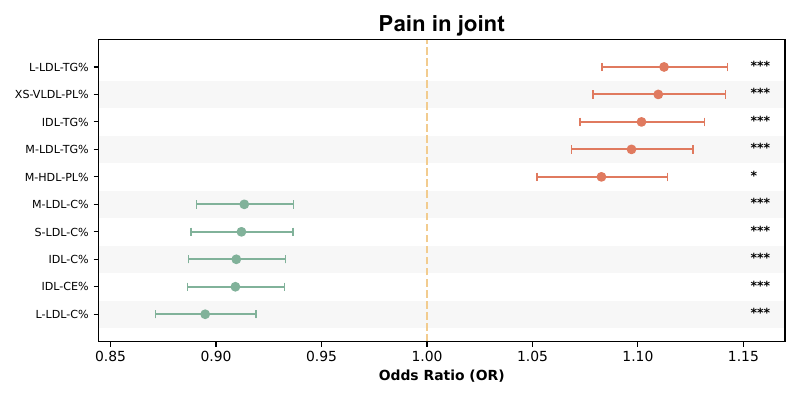 Pain in joint
L-LDL-TG% ***
XS-VLDL-PL% ***
IDL-TG% ***
M-LDL-TG% ***
M-HDL-PL% *
M-LDL-C% ***
S-LDL-C% ***
IDL-C% ***
IDL-CE% ***
L-LDL-C% ***
0.85 0.90 0.95 1.00 1.05 1.10 1.15
Odds Ratio (OR)